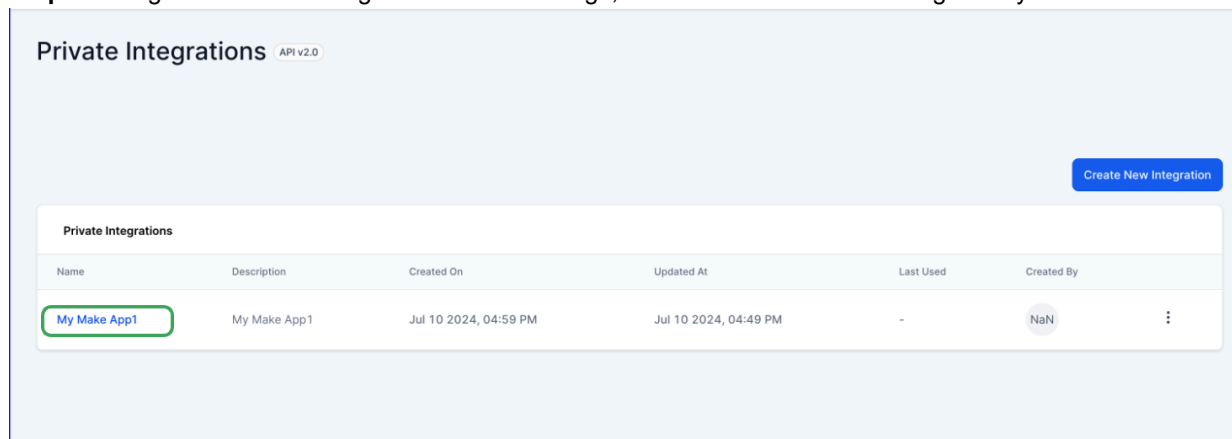 Private Integrations API v2.0
Create New Integration
Private Integrations
Name Description Created On Updated At Last Used Created By
My Make App1 My Make App1 Jul 10 2024, 04:59 PM Jul 10 2024, 04:49 PM - NaN